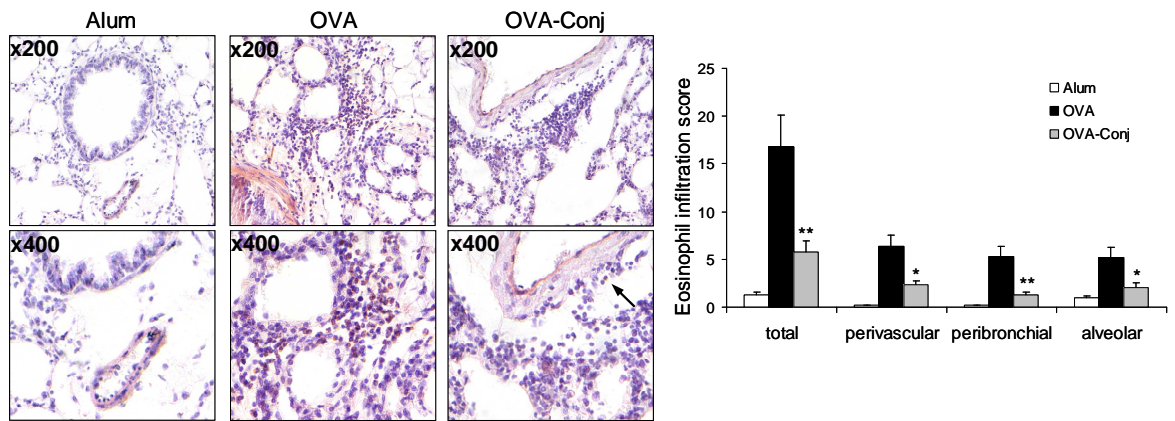 Alum OVA OVA-Conj
x200 x200 x200
x400 x400 x400
Eosinophil infiltration score
25
20
15
10
5
0
Alum
OVA
OVA-Conj
** * ** *
total perivascular peribronchial alveolar